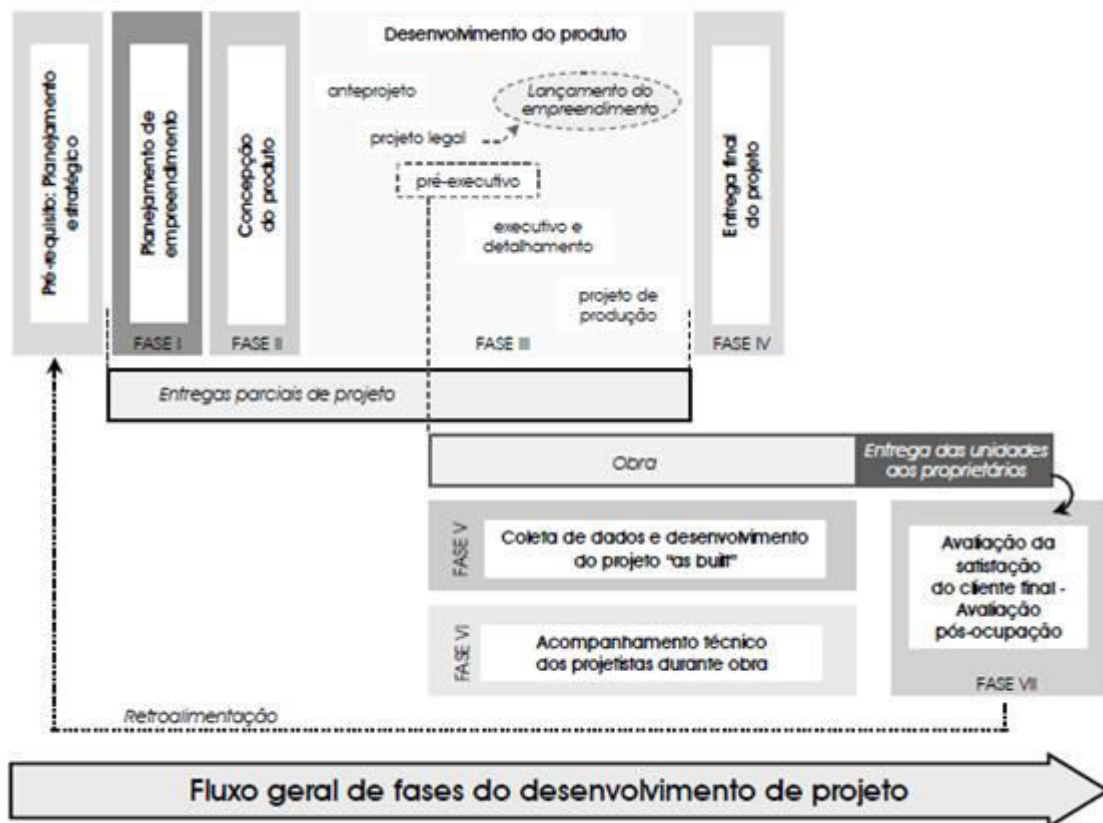 Pré-requisito: Planejamento
estratégico
Planejamento de
empreendimento
FASE I
Concepção
do produto
FASE II
Desenvolvimento do produto
anteprojeto
Lançamento do
empreendimento
projeto legal
pré-executivo
executivo e
detalhamento
projeto de
produção
FASE III
Entrega final
do projeto
FASE IV
Entregas parciais de projeto
Obra
Entrega das unidades
aos proprietários
FASE V
Coleta de dados e desenvolvimento
do projeto "as built"
FASE VI
Acompanhamento técnico
dos projetistas durante obra
Avaliação da
satisfação
do cliente final -
Avaliação
pós-ocupação
FASE VII
Retroalimentação
Fluxo geral de fases do desenvolvimento de projeto